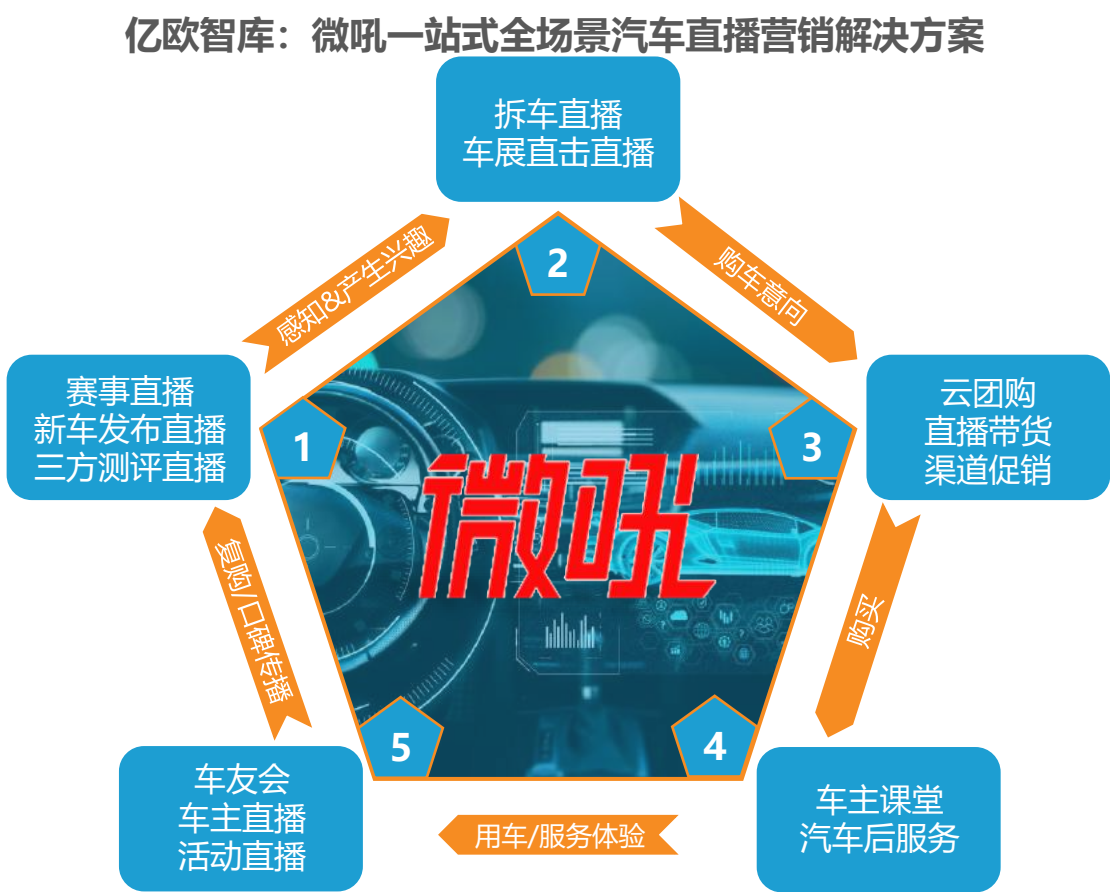 亿欧智库：微吼一站式全场景汽车直播营销解决方案
拆车直播
车展直击直播
感知&产生兴趣
购车意向
2
赛事直播
新车发布直播
三方测评直播
1
微吼
3
云团购
直播带货
渠道促销
复购/口碑传播
购买
5
4
车友会
车主直播
活动直播
用车/服务体验
车主课堂
汽车后服务